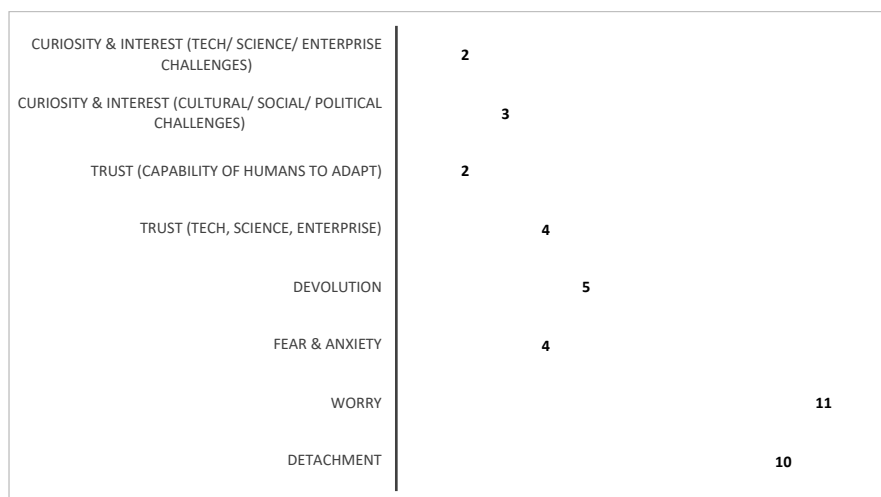 CURIOSITY & INTEREST (TECH/ SCIENCE/ ENTERPRISE
CHALLENGES)
2
CURIOSITY & INTEREST (CULTURAL/ SOCIAL/ POLITICAL
CHALLENGES)
3
TRUST (CAPABILITY OF HUMANS TO ADAPT)
2
TRUST (TECH, SCIENCE, ENTERPRISE)
4
DEVOLUTION
5
FEAR & ANXIETY
4
WORRY
11
DETACHMENT
10